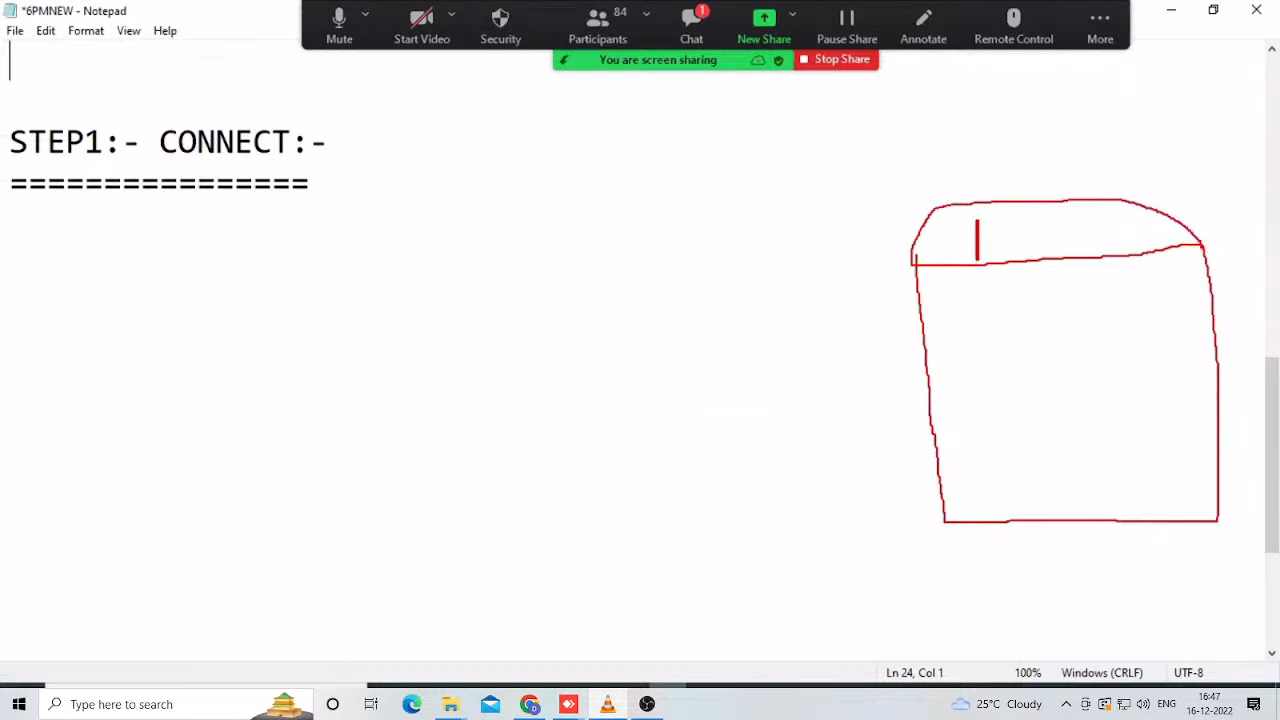 *6PMNEW - Notepad
File Edit Format View Help
Mute Start Video Security Participants 84 Chat 1 New Share Pause Share Annotate Remote Control More
You are screen sharing Stop Share
STEP1:- CONNECT:-
================
Ln 24, Col 1 100% Windows (CRLF) UTF-8
Type here to search 25°C Cloudy ENG 16:47
16-12-2022